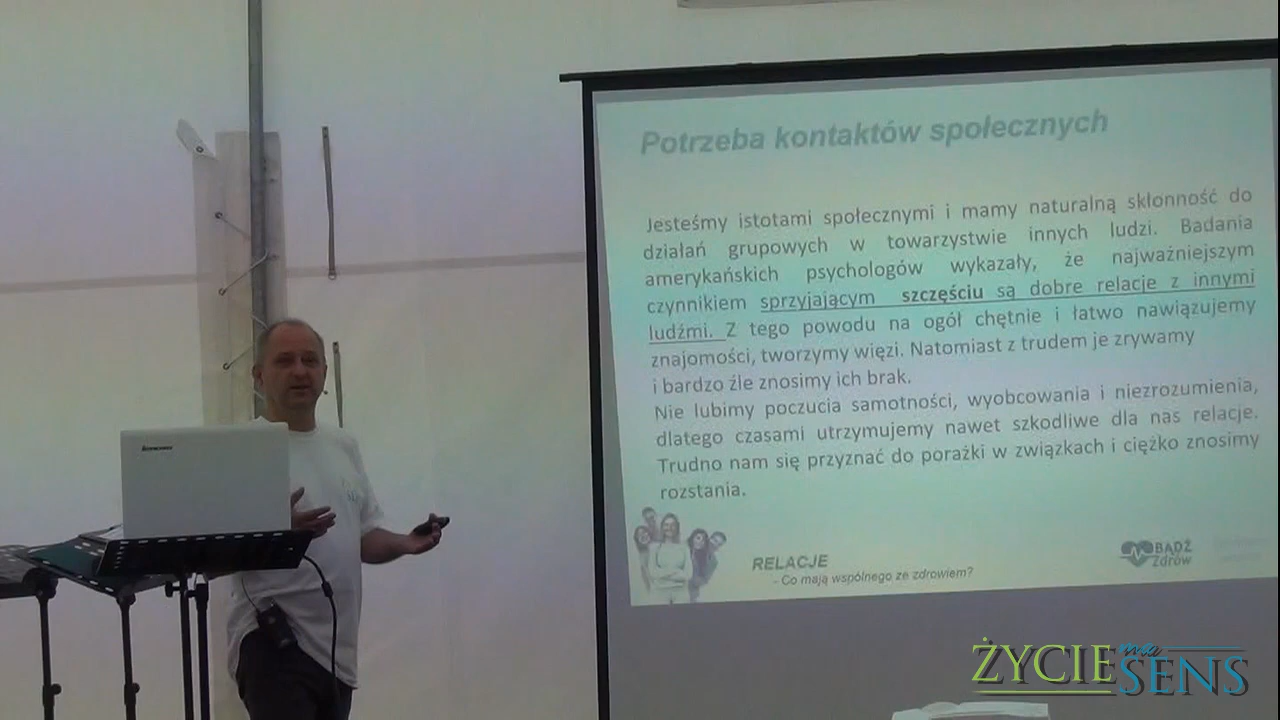 Potrzeba kontaktów społecznych
Jesteśmy istotami społecznymi i mamy naturalną skłonność do
działań grupowych w towarzystwie innych ludzi. Badania
amerykańskich psychologów wykazały, że najważniejszym
czynnikiem sprzyjającym szczęściu są dobre relacje z innymi
ludźmi. Z tego powodu na ogół chętnie i łatwo nawiązujemy
znajomości, tworzymy więzi. Natomiast z trudem je zrywamy
i bardzo źle znosimy ich brak.
Nie lubimy poczucia samotności, wyobcowania i niezrozumienia,
dlatego czasami utrzymujemy nawet szkodliwe dla nas relacje.
Trudno nam się przyznać do porażki w związkach i ciężko znosimy
rozstania.
RELACJE
- Co mają wspólnego ze zdrowiem?
BĄDŹ
Zdrów
lenovo
ŻYCIE ma
SENS